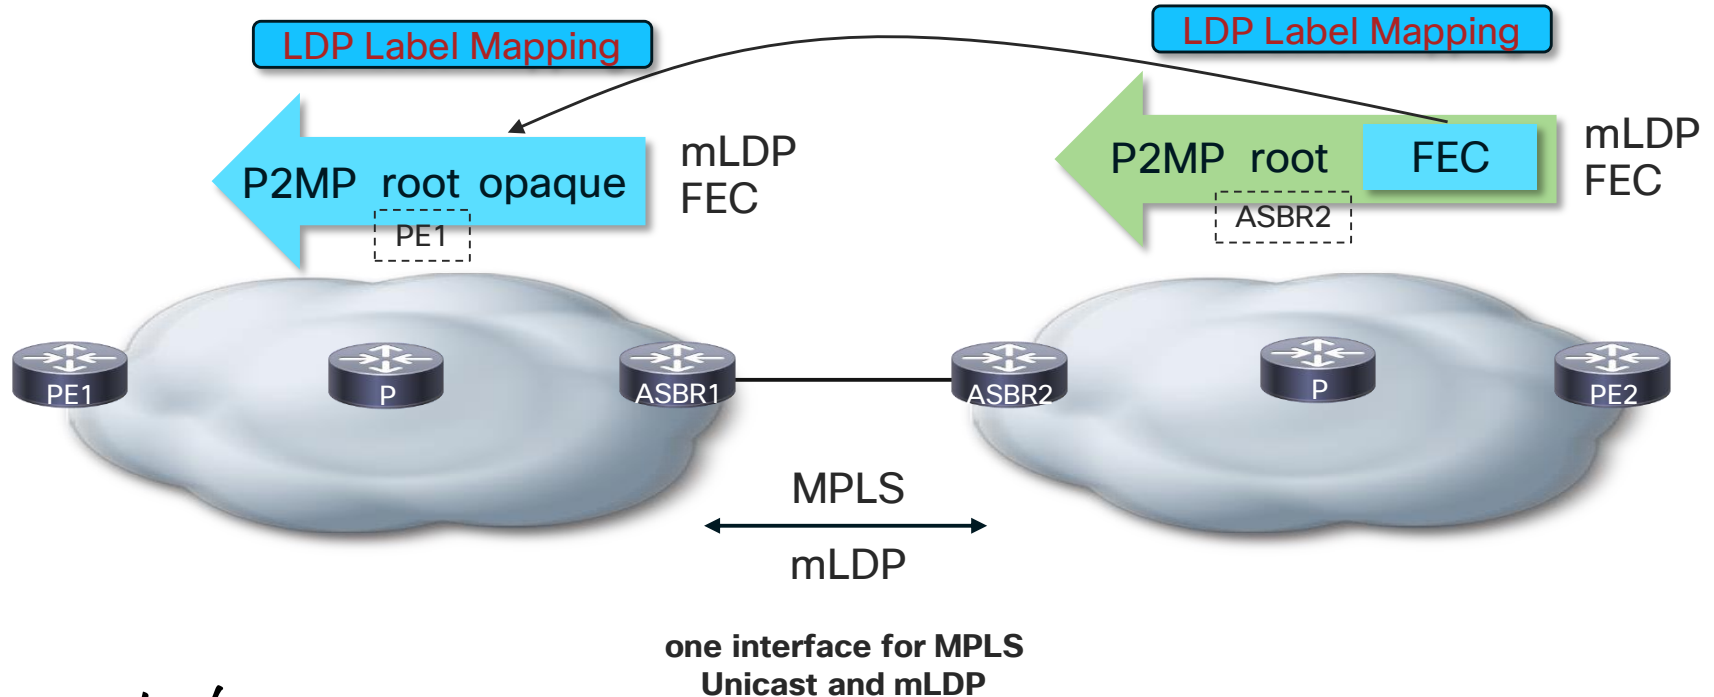 LDP Label Mapping
LDP Label Mapping
P2MP root opaque
PE1
mLDP
FEC
P2MP root FEC
ASBR2
mLDP
FEC
PE1
P
ASBR1
ASBR2
P
PE2
MPLS
mLDP
one interface for MPLS
Unicast and mLDP